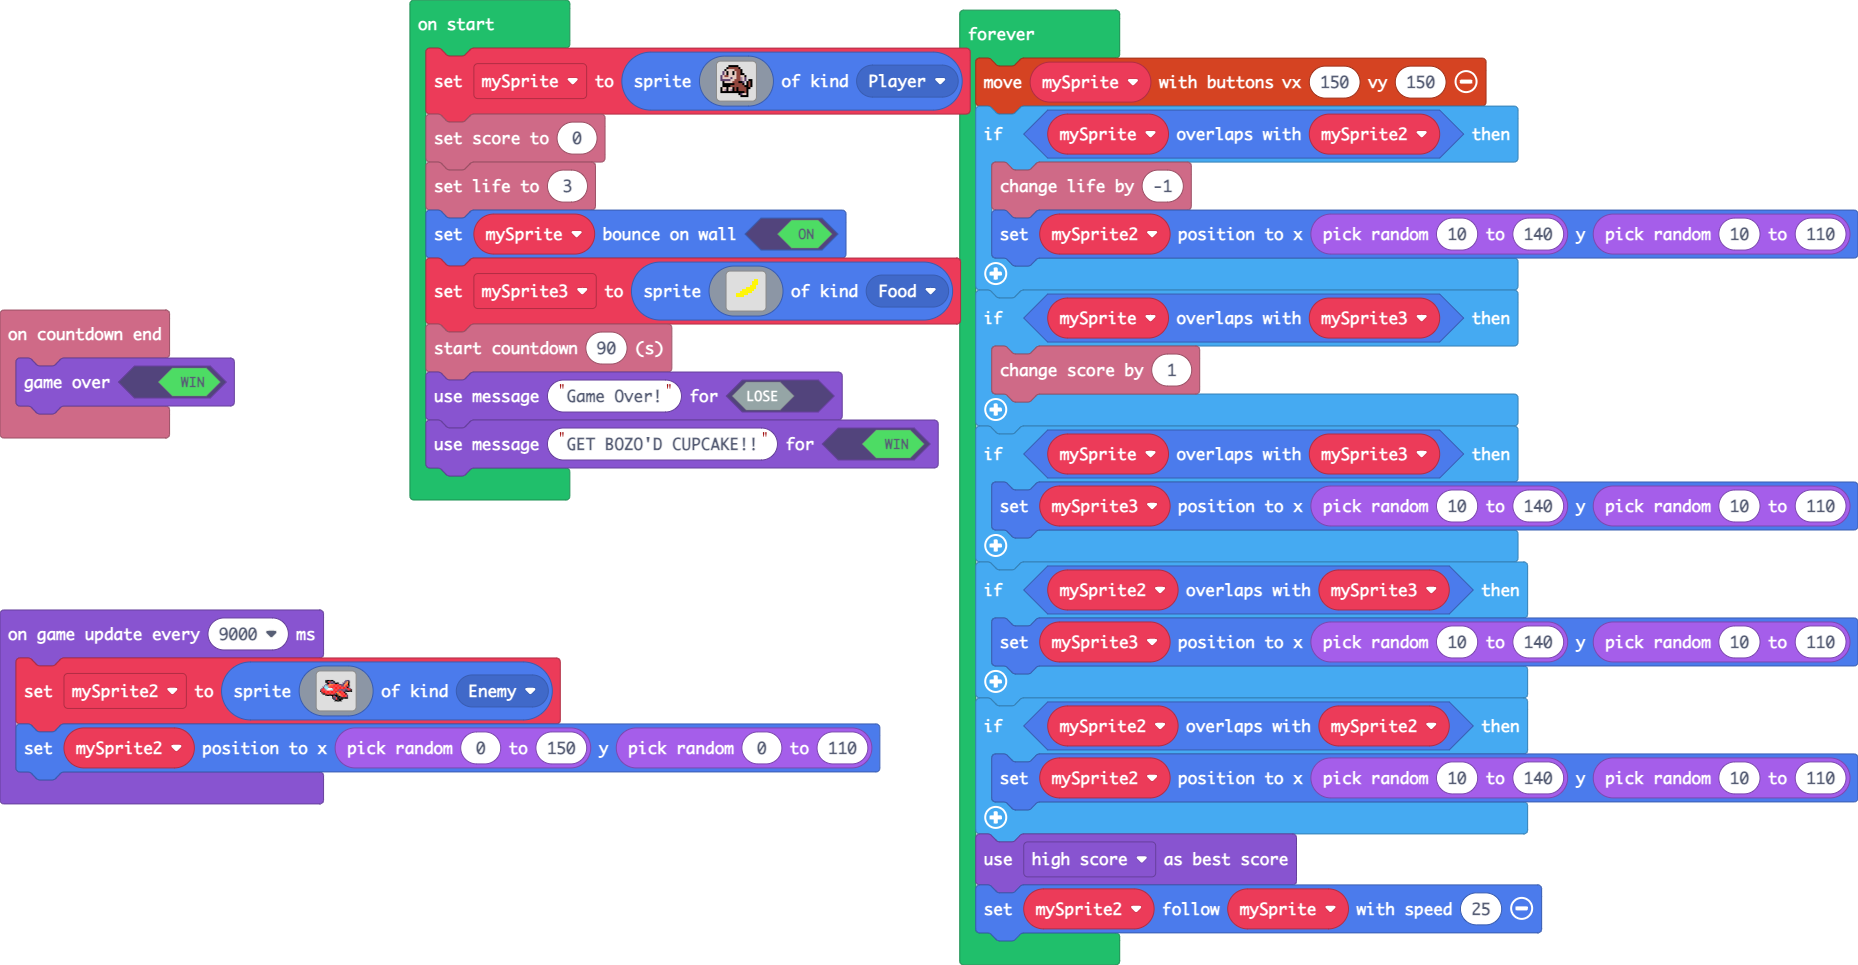 on start
set mySprite to sprite of kind Player
set score to 0
set life to 3
set mySprite bounce on wall ON
set mySprite3 to sprite of kind Food
start countdown 90 (s)
use message "Game Over!" for LOSE
use message "GET BOZO'D CUPCAKE!!" for WIN
on countdown end
game over WIN
on game update every 9000 ms
set mySprite2 to sprite of kind Enemy
set mySprite2 position to x pick random 0 to 150 y pick random 0 to 110
forever
move mySprite with buttons vx 150 vy 150
if mySprite overlaps with mySprite2 then
change life by -1
set mySprite2 position to x pick random 10 to 140 y pick random 10 to 110
if mySprite overlaps with mySprite3 then
change score by 1
if mySprite overlaps with mySprite3 then
set mySprite3 position to x pick random 10 to 140 y pick random 10 to 110
if mySprite2 overlaps with mySprite3 then
set mySprite3 position to x pick random 10 to 140 y pick random 10 to 110
if mySprite2 overlaps with mySprite2 then
set mySprite2 position to x pick random 10 to 140 y pick random 10 to 110
use high score as best score
set mySprite2 follow mySprite with speed 25